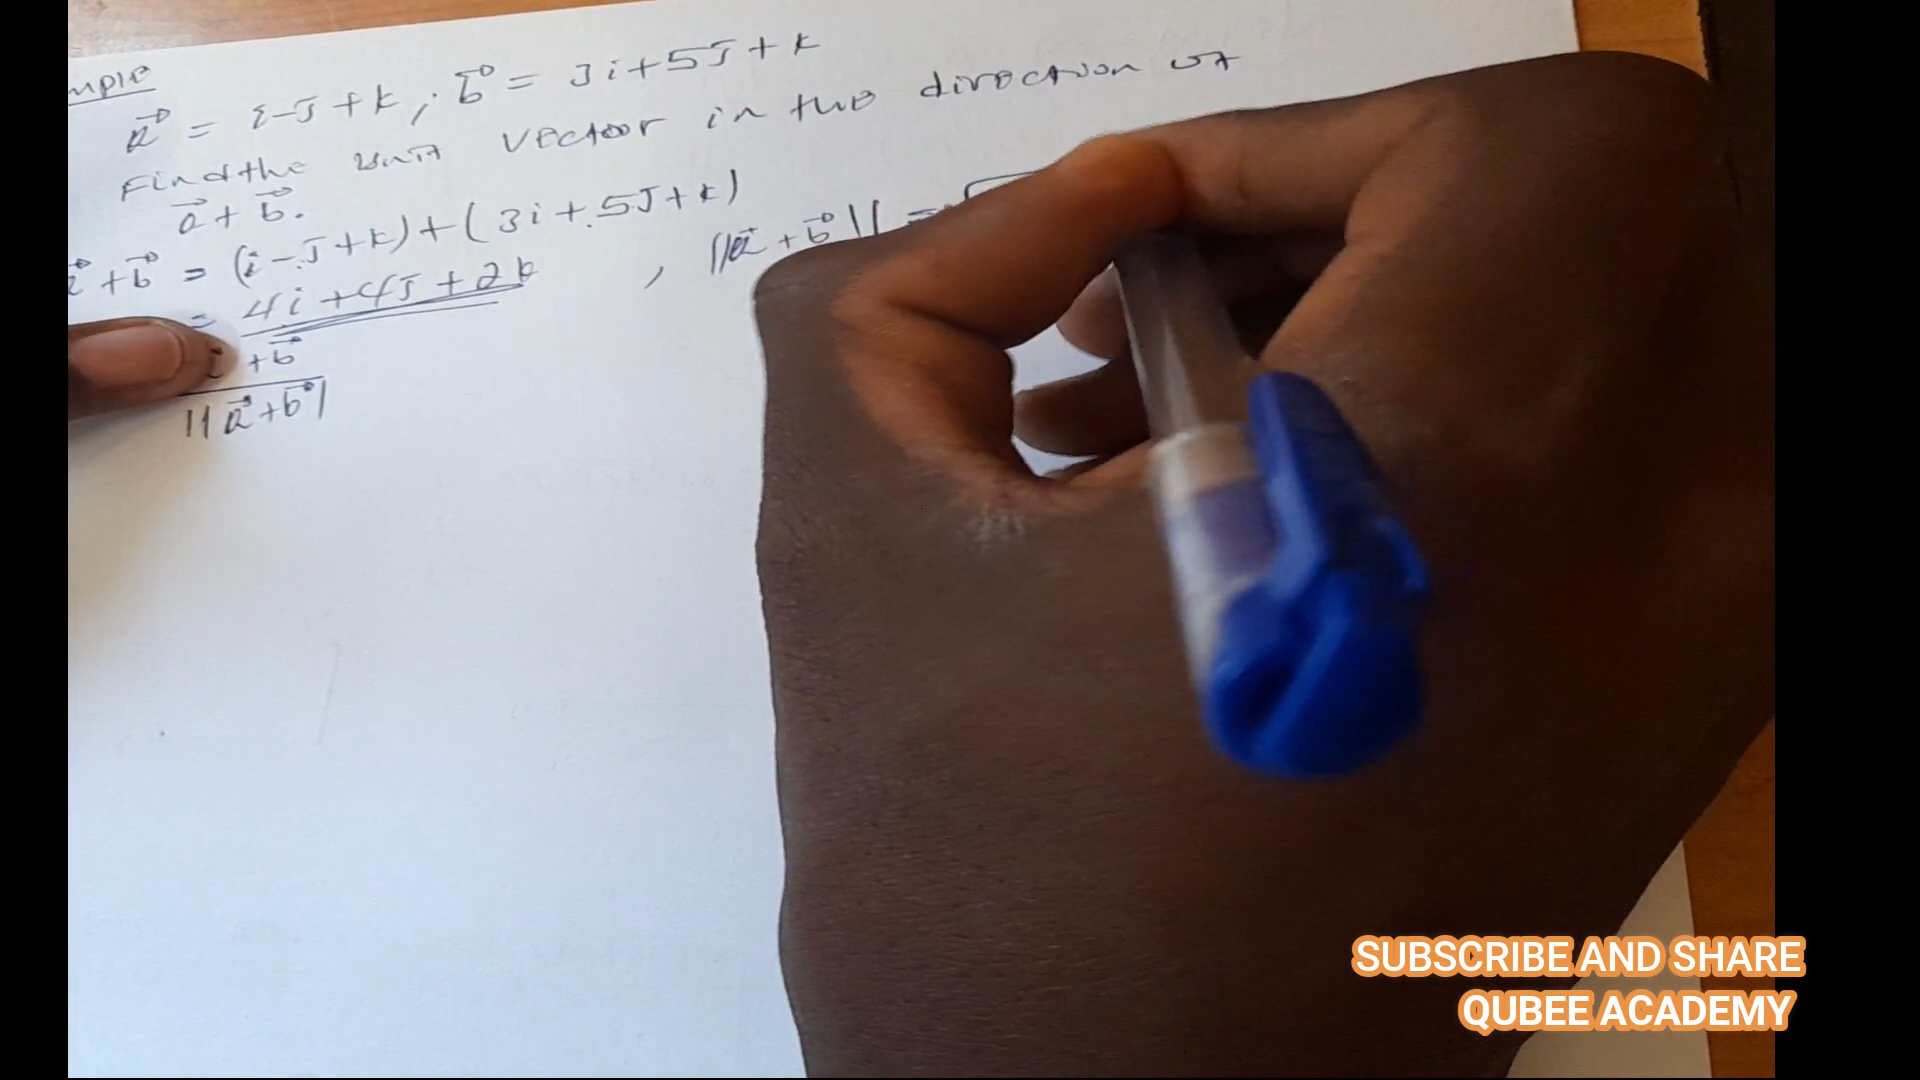 mple
a⃗ = i-J+k, b⃗ = 3i+5J+k
Find the unit vector in the direction of
a⃗ + b⃗.
a⃗ + b⃗ = (i-J+k)+(3i+5J+k)
= 4i+4J+2k , ||a⃗+b⃗|| = √
+b⃗
||a⃗+b⃗|
SUBSCRIBE AND SHARE
QUBEE ACADEMY